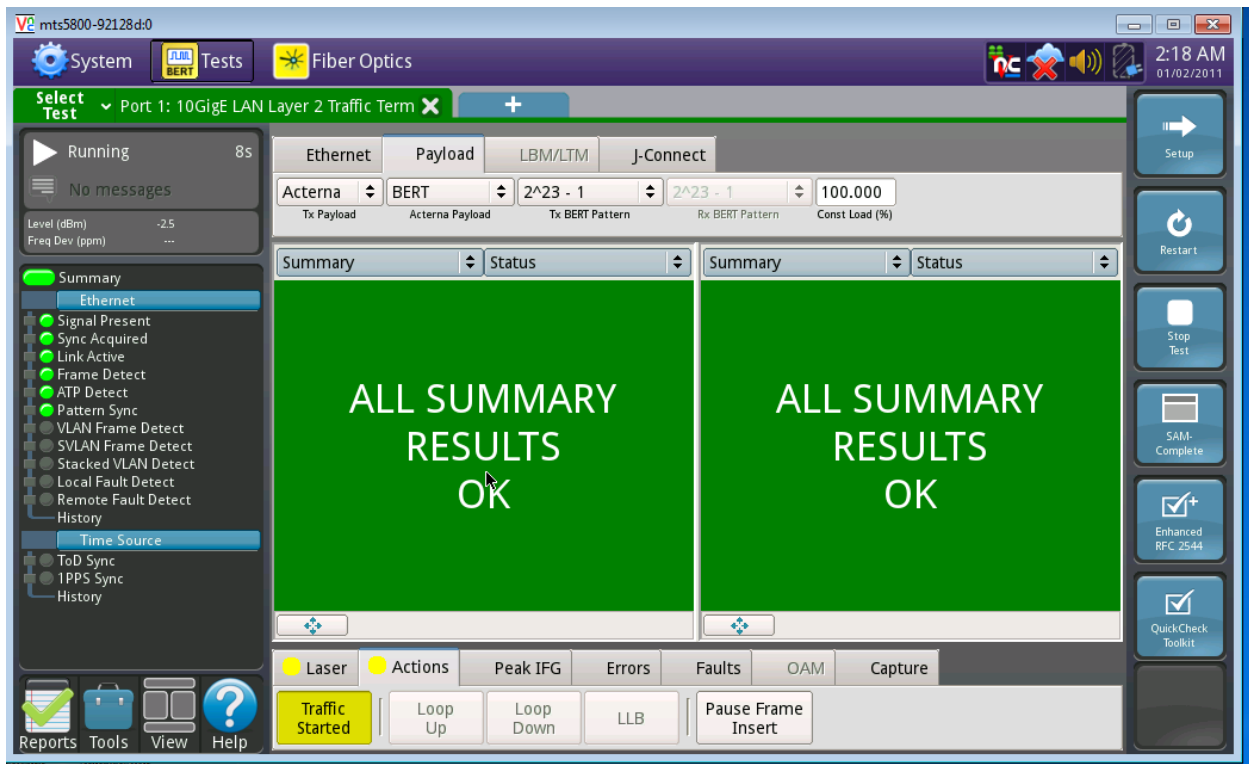 mts5800-92128d:0
System
BERT
Tests
Fiber Optics
2:18 AM
01/02/2011
Select
Test
Port 1: 10GigE LAN Layer 2 Traffic Term
+
Running 8s
No messages
Level (dBm) -2.5
Freq Dev (ppm) ---
Summary
Ethernet
Signal Present
Sync Acquired
Link Active
Frame Detect
ATP Detect
Pattern Sync
VLAN Frame Detect
SVLAN Frame Detect
Stacked VLAN Detect
Local Fault Detect
Remote Fault Detect
History
Time Source
ToD Sync
1PPS Sync
History
Reports Tools View Help
Ethernet Payload LBM/LTM J-Connect
Acterna BERT 2^23 - 1 2^23 - 1 100.000
Tx Payload Acterna Payload Tx BERT Pattern Rx BERT Pattern Const Load (%)
Summary Status
ALL SUMMARY
RESULTS
OK
Summary Status
ALL SUMMARY
RESULTS
OK
Laser Actions Peak IFG Errors Faults OAM Capture
Traffic
Started
Loop
Up
Loop
Down
LLB
Pause Frame
Insert
Setup
Restart
Stop
Test
SAM-
Complete
Enhanced
RFC 2544
QuickCheck
Toolkit